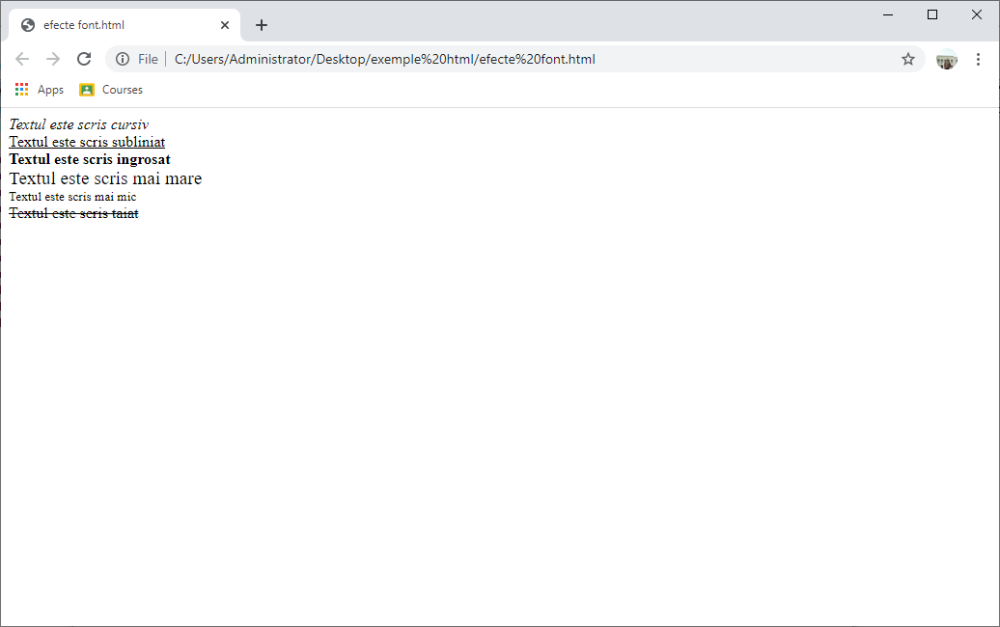 efecte font.html
File C:/Users/Administrator/Desktop/exemple%20html/efecte%20font.html
Apps Courses
Textul este scris cursiv
Textul este scris subliniat
Textul este scris ingrosat
Textul este scris mai mare
Textul este scris mai mic
Textul este scris taiat